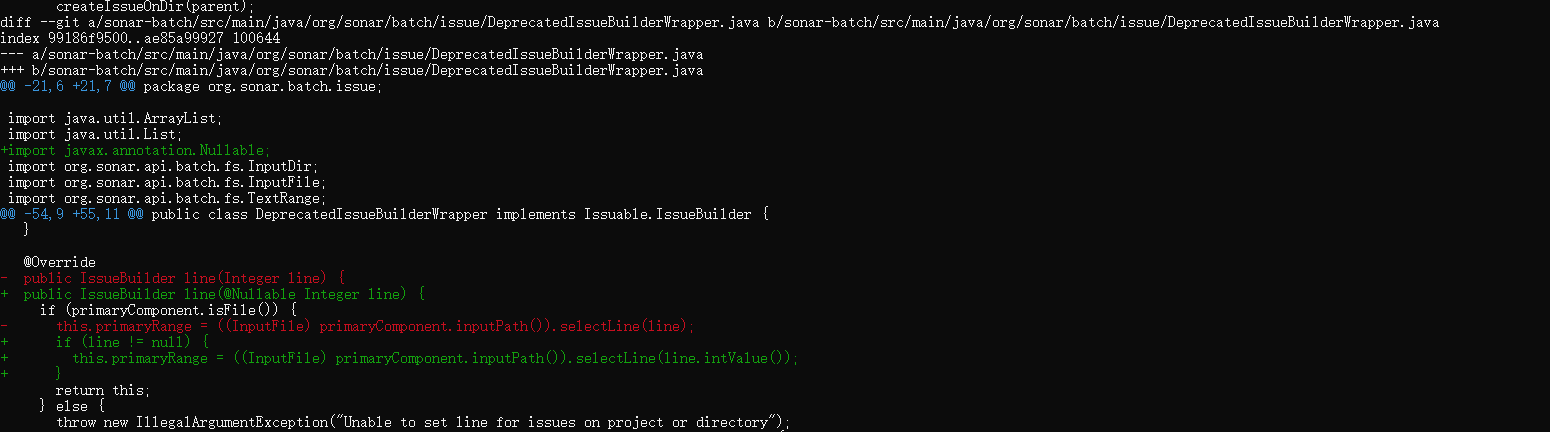 createIssueOnDir(parent);
diff --git a/sonar-batch/src/main/java/org/sonar/batch/issue/DeprecatedIssueBuilderWrapper.java b/sonar-batch/src/main/java/org/sonar/batch/issue/DeprecatedIssueBuilderWrapper.java
index 99186f9500..ae85a99927 100644
--- a/sonar-batch/src/main/java/org/sonar/batch/issue/DeprecatedIssueBuilderWrapper.java
+++ b/sonar-batch/src/main/java/org/sonar/batch/issue/DeprecatedIssueBuilderWrapper.java
@@ -21,6 +21,7 @@ package org.sonar.batch.issue;
import java.util.ArrayList;
import java.util.List;
+import javax.annotation.Nullable;
import org.sonar.api.batch.fs.InputDir;
import org.sonar.api.batch.fs.InputFile;
import org.sonar.api.batch.fs.TextRange;
@@ -54,9 +55,11 @@ public class DeprecatedIssueBuilderWrapper implements Issuable.IssueBuilder {
}
@Override
-  public IssueBuilder line(Integer line) {
+  public IssueBuilder line(@Nullable Integer line) {
if (primaryComponent.isFile()) {
-      this.primaryRange = ((InputFile) primaryComponent.inputPath()).selectLine(line);
+      if (line != null) {
+        this.primaryRange = ((InputFile) primaryComponent.inputPath()).selectLine(line.intValue());
+      }
return this;
} else {
throw new IllegalArgumentException("Unable to set line for issues on project or directory");